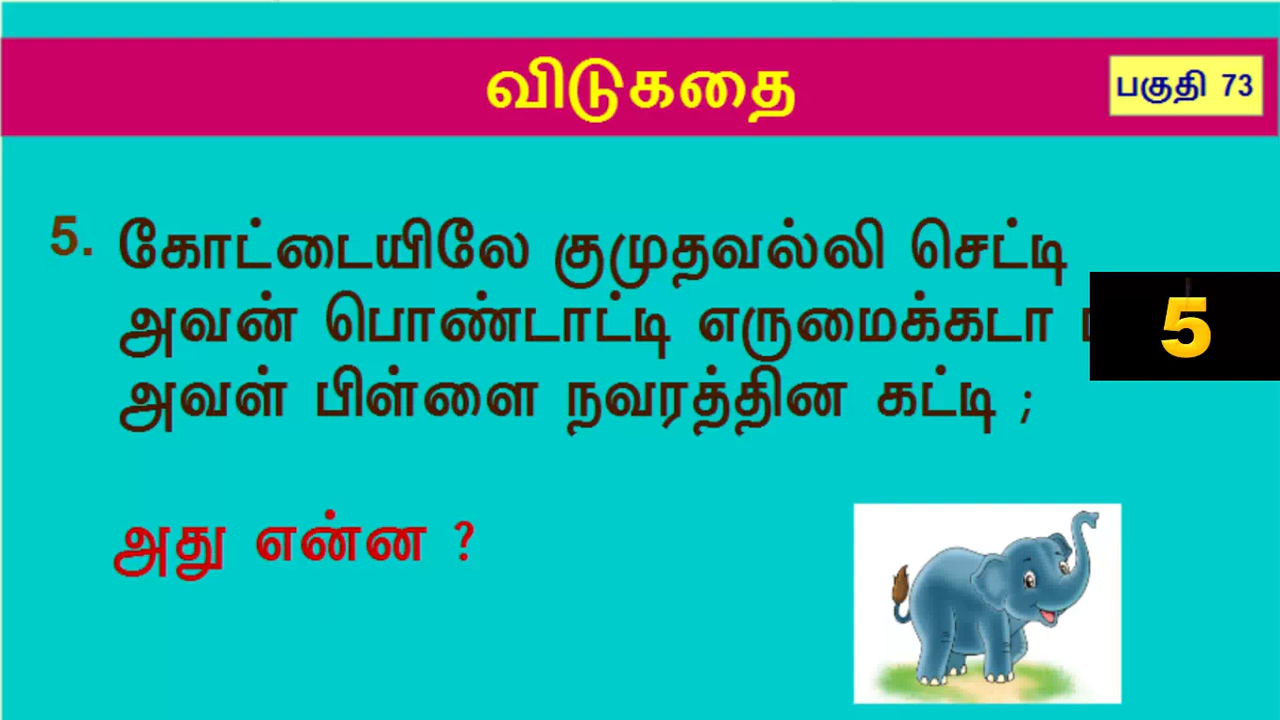 விடுகதை
பகுதி 73
5. கோட்டையிலே குமுதவல்லி செட்டி
அவன் பொண்டாட்டி எருமைக்கடா
5
அவள் பிள்ளை நவரத்தின கட்டி ;
அது என்ன ?